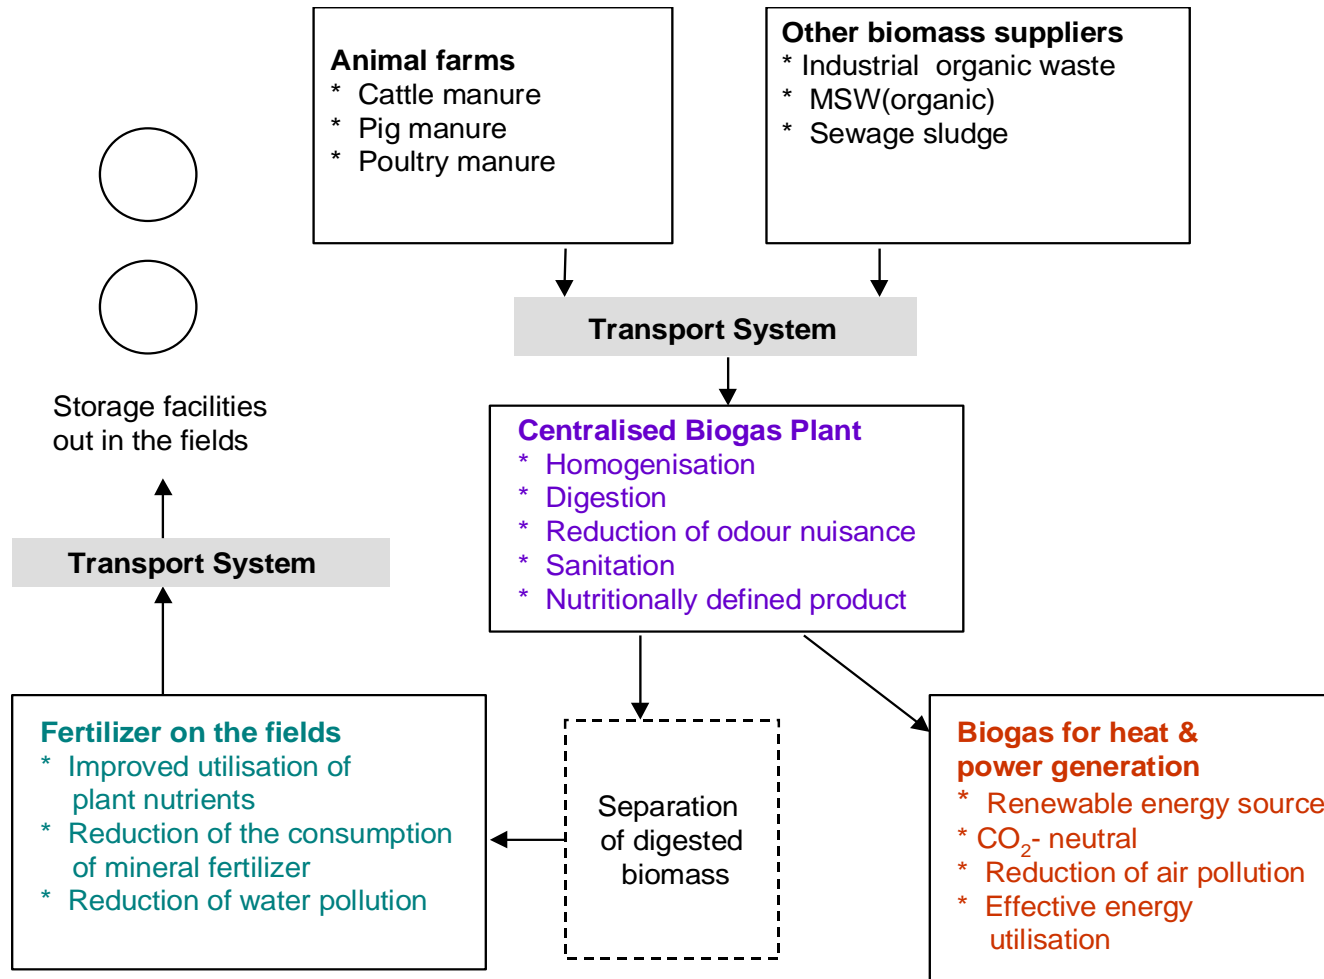 Animal farms
* Cattle manure
* Pig manure
* Poultry manure
Other biomass suppliers
* Industrial organic waste
* MSW(organic)
* Sewage sludge
Transport System
Storage facilities
out in the fields
Centralised Biogas Plant
* Homogenisation
* Digestion
* Reduction of odour nuisance
* Sanitation
* Nutritionally defined product
Transport System
Fertilizer on the fields
* Improved utilisation of
plant nutrients
* Reduction of the consumption
of mineral fertilizer
* Reduction of water pollution
Separation
of digested
biomass
Biogas for heat &
power generation
* Renewable energy source
* CO₂- neutral
* Reduction of air pollution
* Effective energy
utilisation